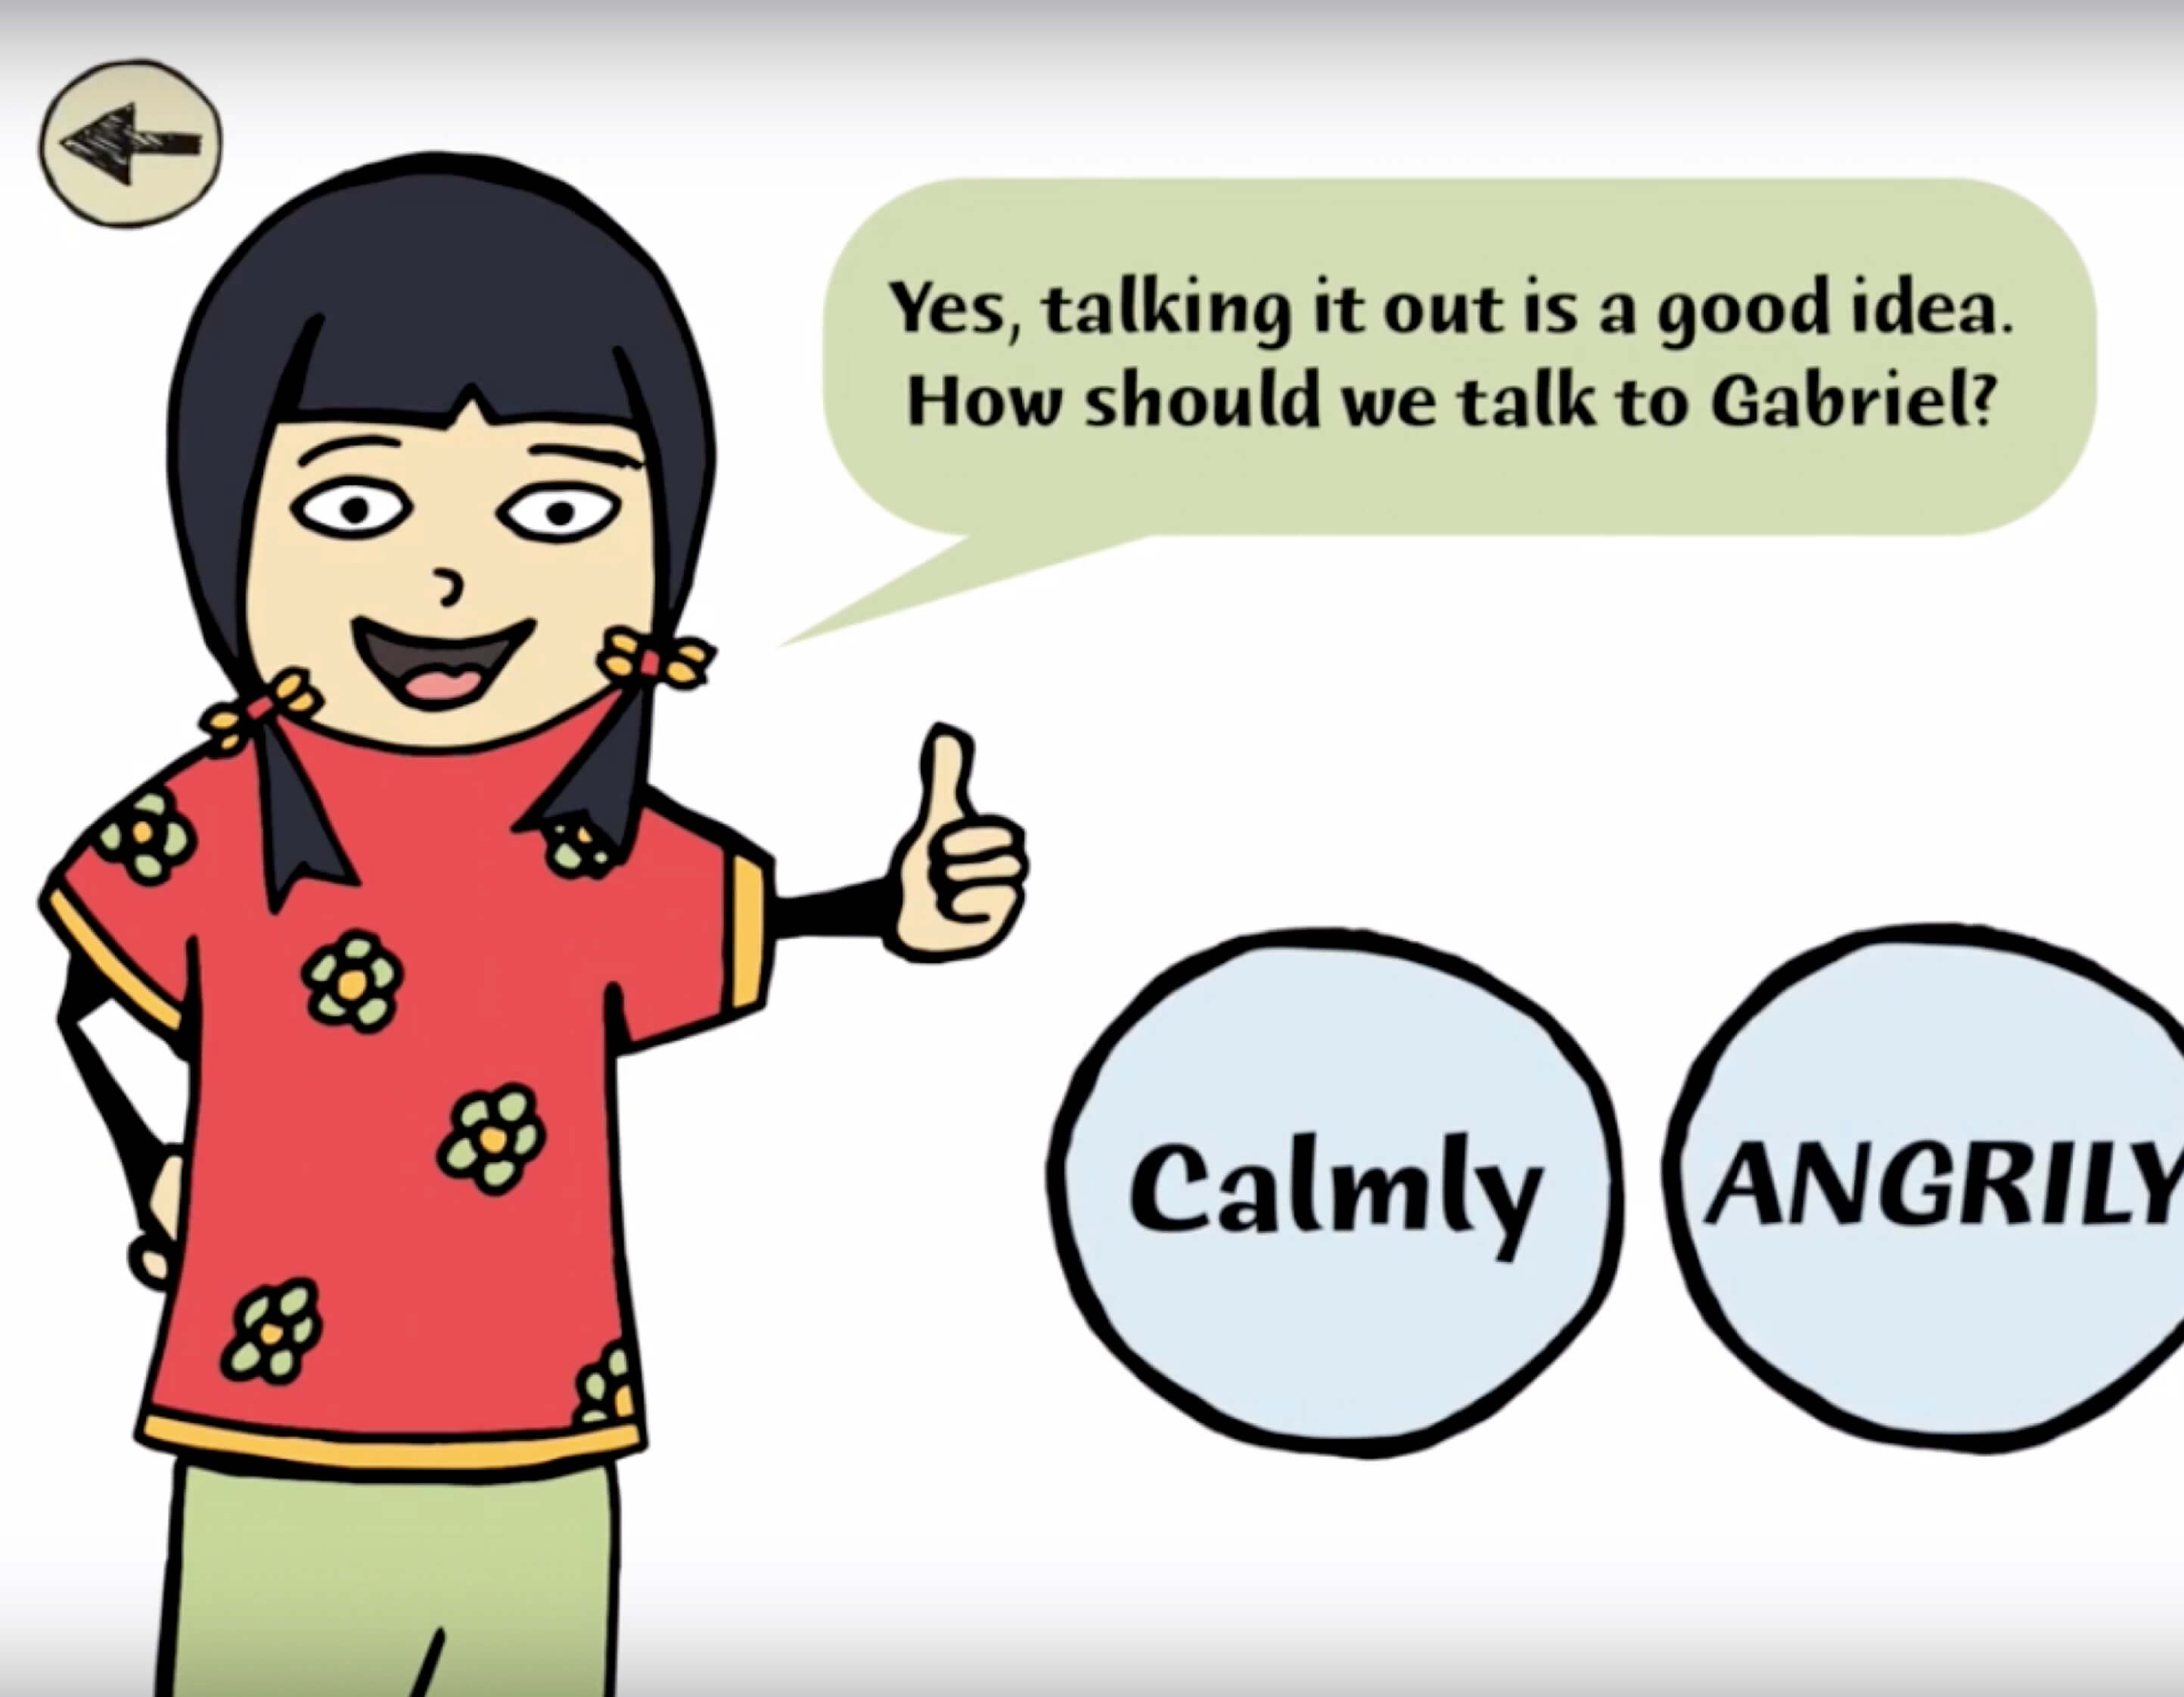 Yes, talking it out is a good idea.
How should we talk to Gabriel?
Calmly
ANGRILY